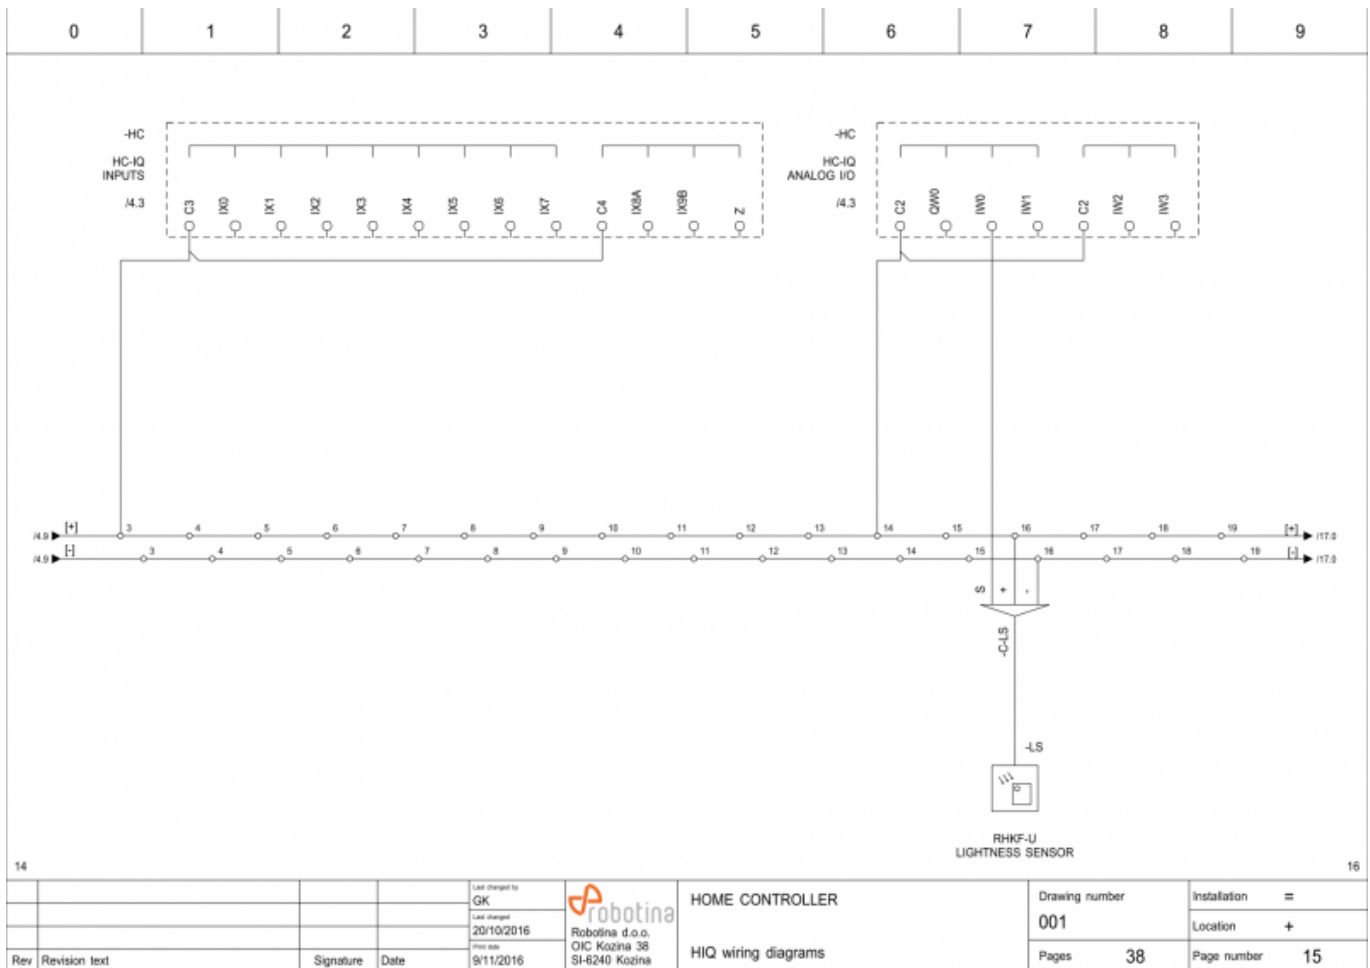 0 1 2 3 4 5 6 7 8 9
-HC
HC-IQ
INPUTS
/4.3
C3 IX0 IX1 IX2 IX3 IX4 IX5 IX6 IX7 C4 IX8A IX9B Z
-HC
HC-IQ
ANALOG I/O
/4.3
C2 QW0 IW0 IW1 C2 IW2 IW3
/4.9 [+] 3 4 5 6 7 8 9 10 11 12 13 14 15 16 17 18 19 [+] /17.0
/4.9 [-] 3 4 5 6 7 8 9 10 11 12 13 14 15 16 17 18 19 [-] /17.0
S + -
-C-LS
-LS
RHKF-U
LIGHTNESS SENSOR
14 16
Rev Revision text Signature Date
Last changed by
GK
Last changed
20/10/2016
Print date
9/11/2016
robotina
Robotina d.o.o.
OIC Kozina 38
SI-6240 Kozina
HOME CONTROLLER
HIQ wiring diagrams
Drawing number
001
Pages 38
Installation =
Location +
Page number 15